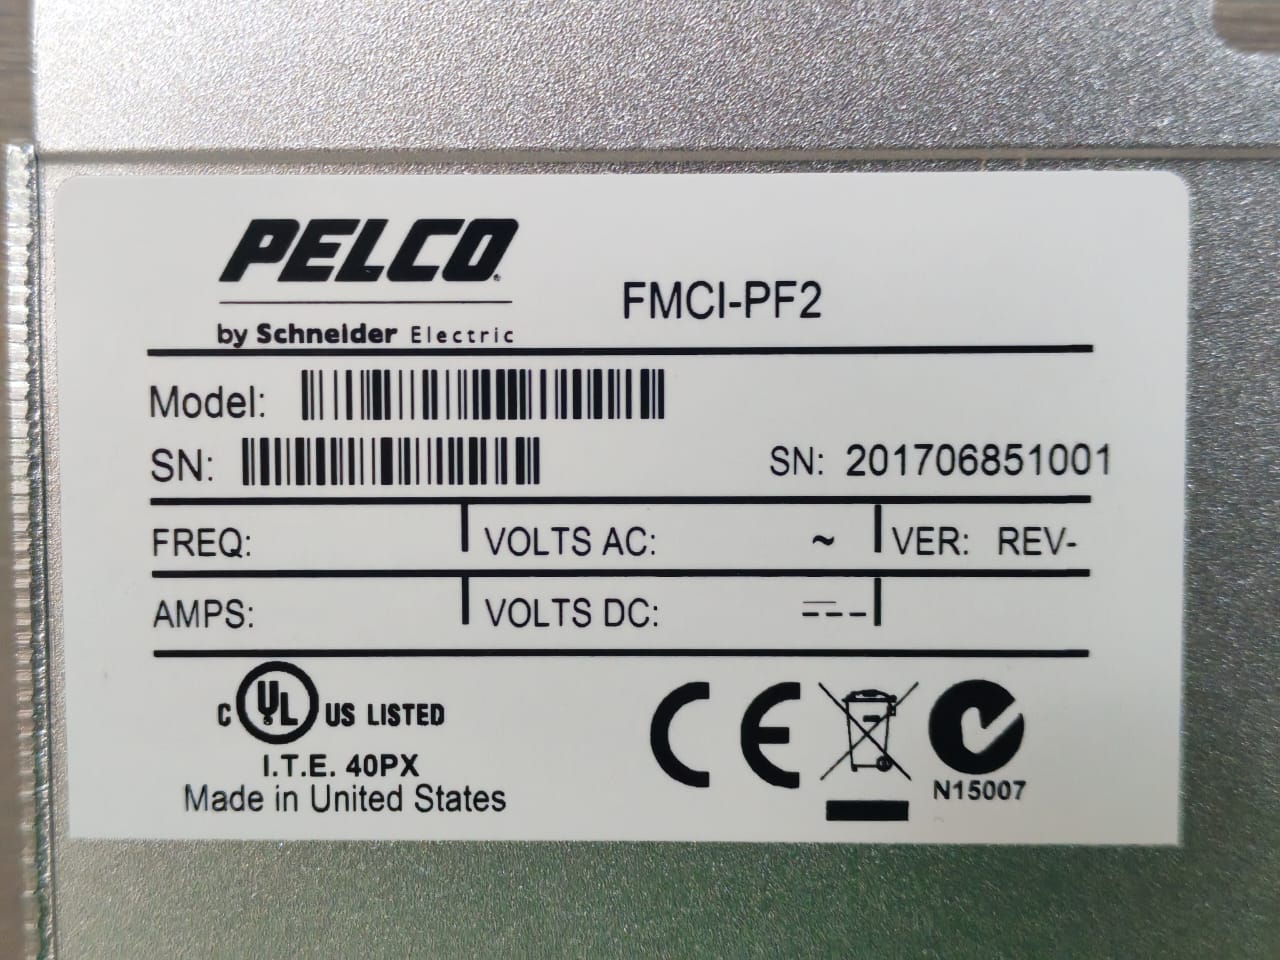 PELCO
by Schneider Electric
FMCI-PF2
Model:
SN:
SN: 201706851001
FREQ:
VOLTS AC: ~
VER: REV-
AMPS:
VOLTS DC:
C UL US LISTED
I.T.E. 40PX
Made in United States
CE
N15007